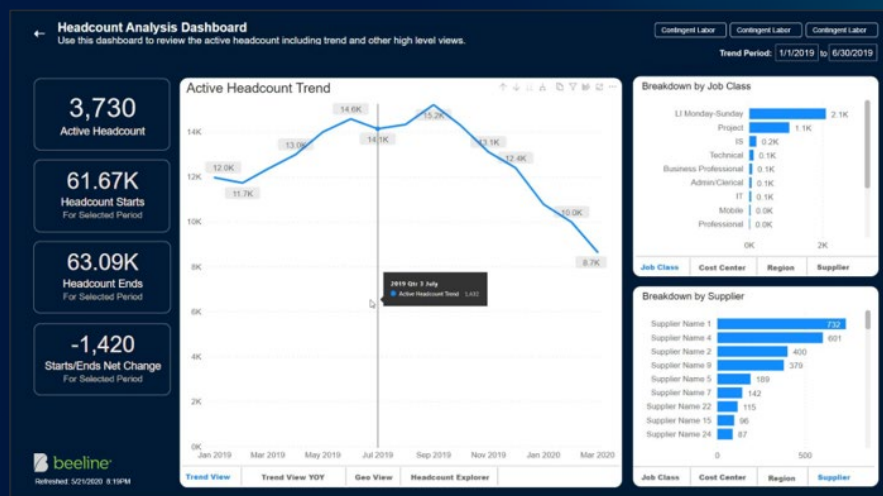 Headcount Analysis Dashboard
Use this dashboard to review the active headcount including trend and other high level views.
Contingent Labor
Contingent Labor
Contingent Labor
Trend Period: 1/1/2019 to 6/30/2019
3,730
Active Headcount
61.67K
Headcount Starts
For Selected Period
63.09K
Headcount Ends
For Selected Period
-1,420
Starts/Ends Net Change
For Selected Period
beeline
Refreshed: 5/21/2020 8:19PM
Active Headcount Trend
14K
12K
10K
8K
6K
4K
2K
0K
12.0K
11.7K
13.0K
14.6K
14.1K
15.2K
13.1K
12.4K
10.0K
8.7K
2019 Qtr 3 July
Active Headcount Trend
Jan 2019
Mar 2019
May 2019
Jul 2019
Sep 2019
Nov 2019
Jan 2020
Mar 2020
Trend View
Trend View YOY
Geo View
Headcount Explorer
Breakdown by Job Class
LI Monday-Sunday 2.1K
Project 1.1K
IS 0.2K
Technical 0.1K
Business Professional 0.1K
Admin/Clerical 0.1K
IT 0.1K
Mobile 0.0K
Professional 0.0K
0K 2K
Job Class Cost Center Region Supplier
Breakdown by Supplier
Supplier Name 1 732
Supplier Name 4 601
Supplier Name 2 400
Supplier Name 9 379
Supplier Name 5 189
Supplier Name 7 142
Supplier Name 22 115
Supplier Name 15 96
Supplier Name 24 87
0 500
Job Class Cost Center Region Supplier